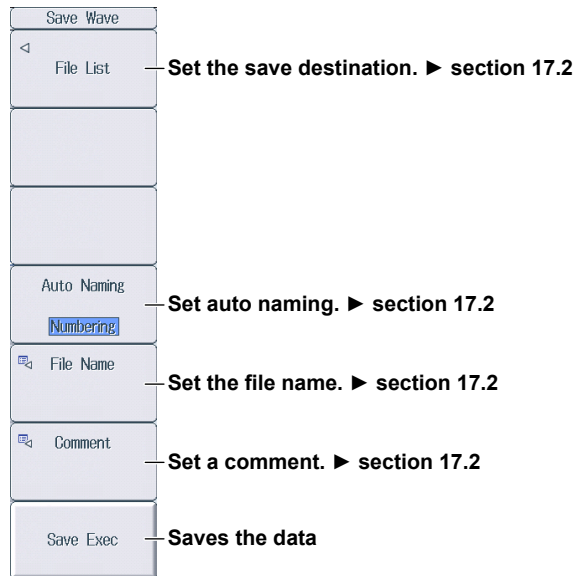 Save Wave
File List
Set the save destination. ► section 17.2
Auto Naming
Numbering
Set auto naming. ► section 17.2
File Name
Set the file name. ► section 17.2
Comment
Set a comment. ► section 17.2
Save Exec
Saves the data